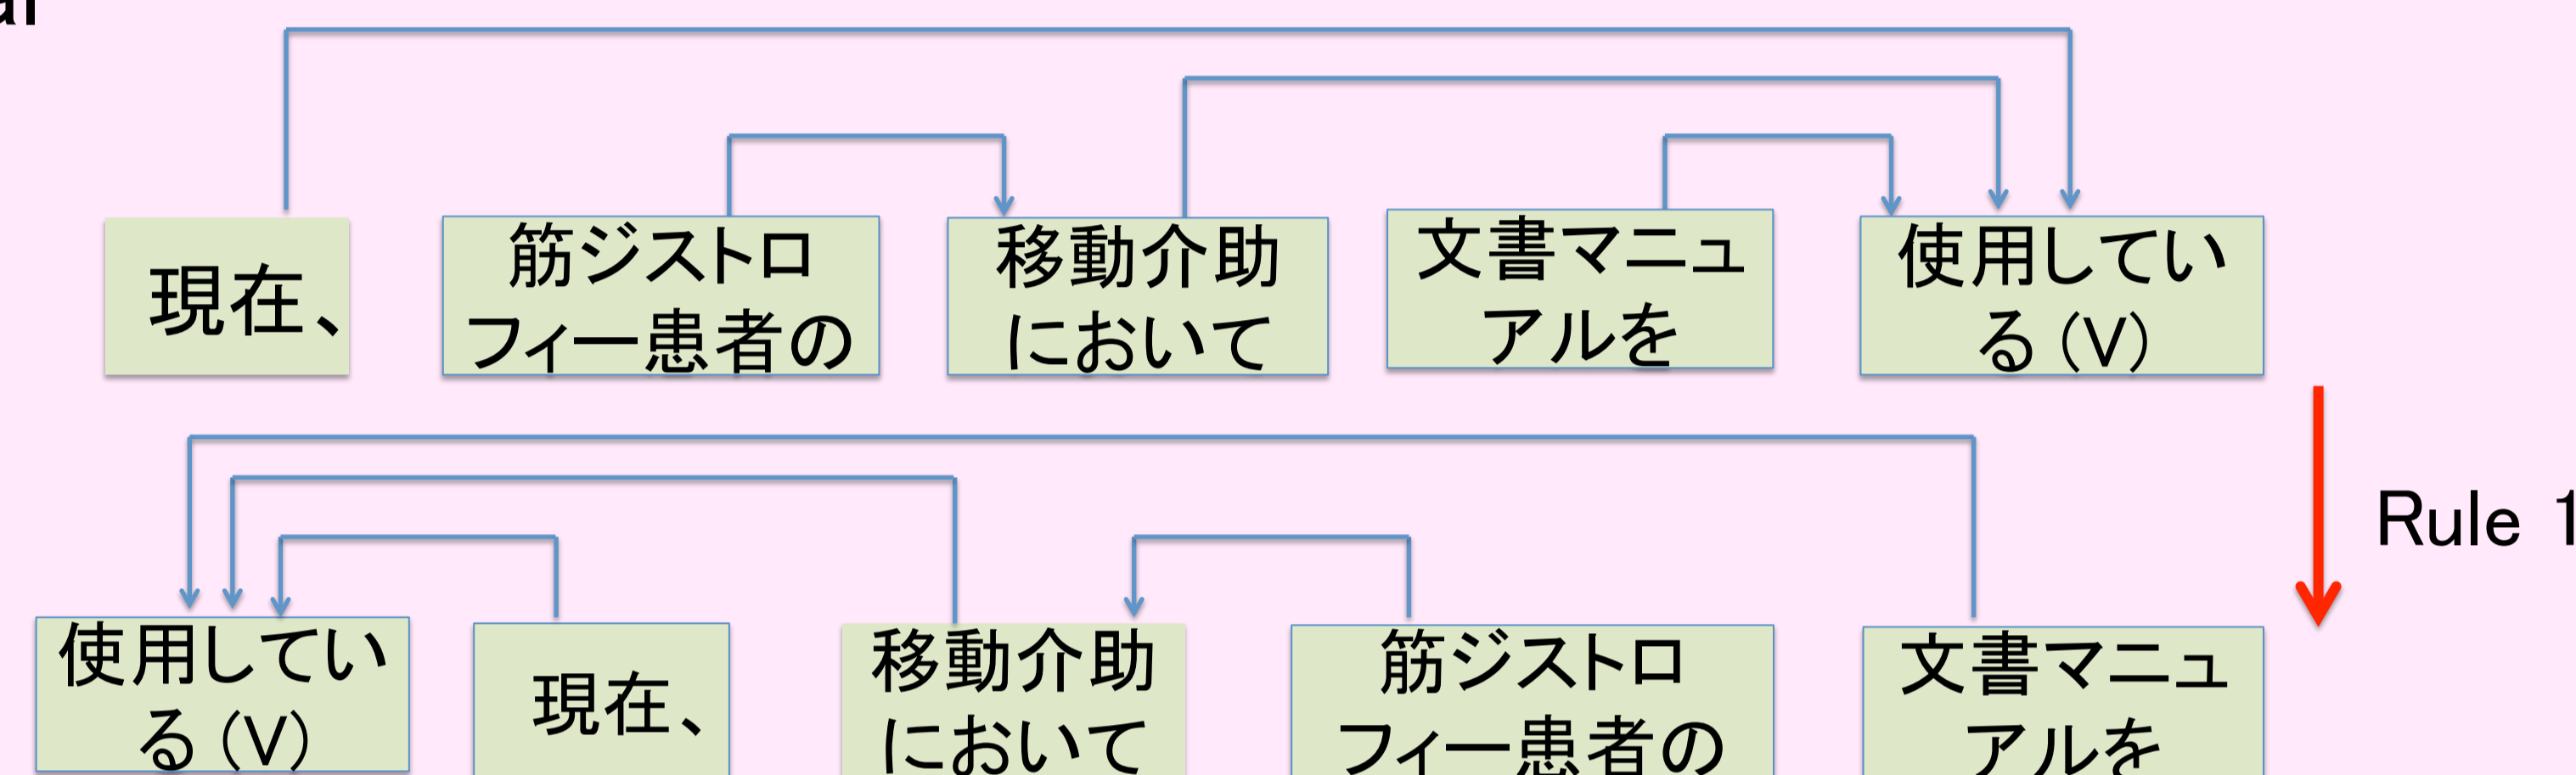 al
現在、
筋ジストロ
フィー患者の
移動介助
において
文書マニュ
アルを
使用してい
る(V)
Rule 1
使用してい
る(V)
現在、
移動介助
において
筋ジストロ
フィー患者の
文書マニュ
アルを